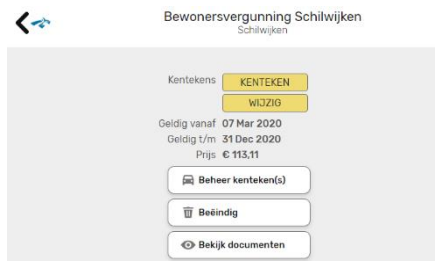 Bewonersvergunning Schilwijken
Schilwijken
Kentekens KENTEKEN
WIJZIG
Geldig vanaf 07 Mar 2020
Geldig t/m 31 Dec 2020
Prijs € 113,11
Beheer kenteken(s)
Beëindig
Bekijk documenten